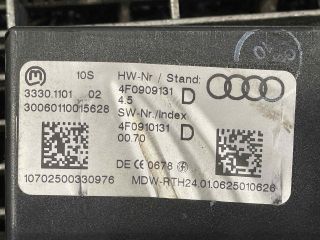 10S HW-Nr / Stand:
3330.1101 02 4F0909131 D
30060110015628 4.5
SW-Nr./Index
4F0910131 D
00.70
DE CE 0678
10702500330976 MDW-RTH24.01.0625010626